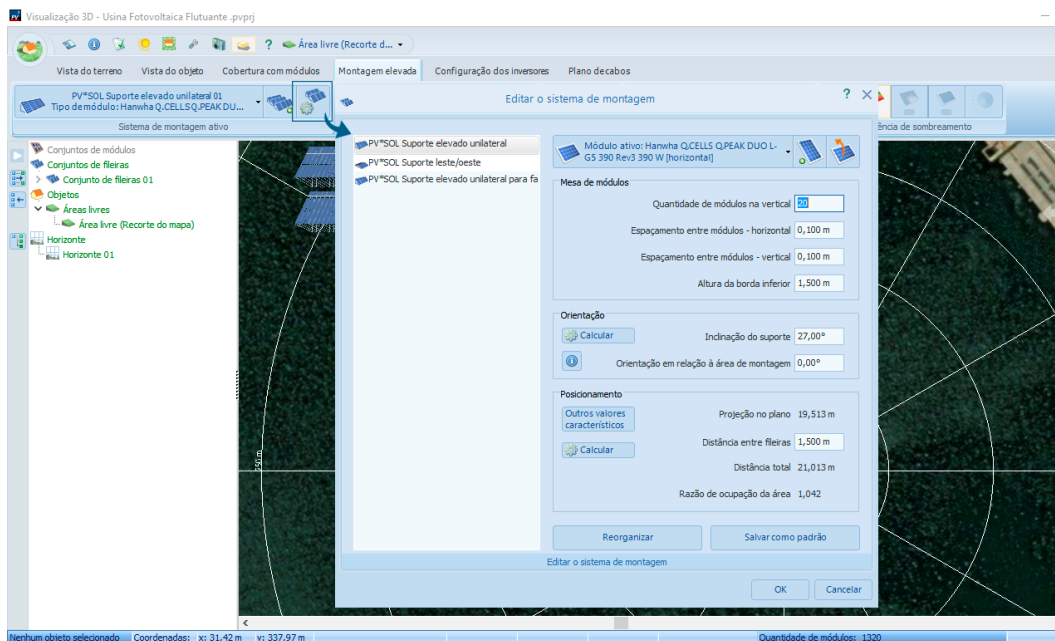 Visualização 3D - Usina Fotovoltaica Flutuante .pvprj
Área livre (Recorte d...
Vista do terreno Vista do objeto Cobertura com módulos Montagem elevada Configuração dos inversores Plano de cabos
PV*SOL Suporte elevado unilateral 01
Tipo de módulo: Hanwha Q.CELLS Q.PEAK DU...
Sistema de montagem ativo
Editar o sistema de montagem
ência de sombreamento
Conjuntos de módulos
Conjuntos de fileiras
Conjunto de fileiras 01
Objetos
Áreas livres
Área livre (Recorte do mapa)
Horizonte
Horizonte 01
PV*SOL Suporte elevado unilateral
PV*SOL Suporte leste/oeste
PV*SOL Suporte elevado unilateral para fa
Módulo ativo: Hanwha Q.CELLS Q.PEAK DUO L-
G5 390 Rev3 390 W [horizontal]
Mesa de módulos
Quantidade de módulos na vertical 20
Espaçamento entre módulos - horizontal 0,100 m
Espaçamento entre módulos - vertical 0,100 m
Altura da borda inferior 1,500 m
Orientação
Calcular
Inclinação do suporte 27,00°
Orientação em relação à área de montagem 0,00°
Posicionamento
Outros valores
característicos
Projeção no plano 19,513 m
Distância entre fileiras 1,500 m
Calcular
Distância total 21,013 m
Razão de ocupação da área 1,042
Reorganizar Salvar como padrão
Editar o sistema de montagem
OK Cancelar
Nenhum objeto selecionado Coordenadas: x: 31,42 m y: 337,97 m Quantidade de módulos: 1320